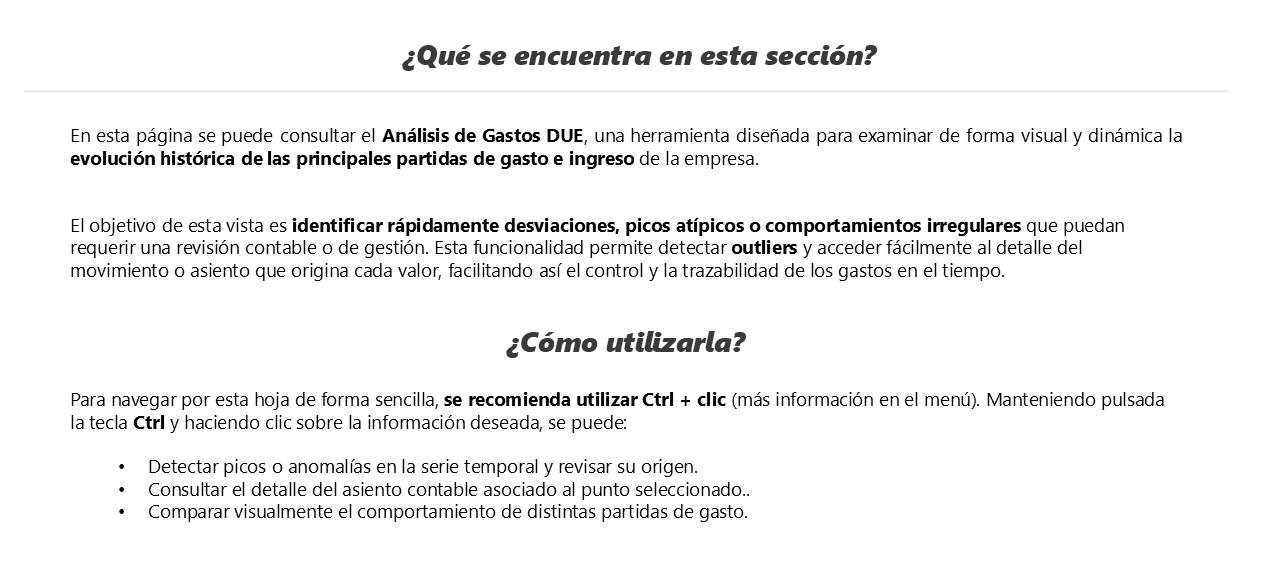 ¿Qué se encuentra en esta sección?
En esta página se puede consultar el Análisis de Gastos DUE, una herramienta diseñada para examinar de forma visual y dinámica la
evolución histórica de las principales partidas de gasto e ingreso de la empresa.
El objetivo de esta vista es identificar rápidamente desviaciones, picos atípicos o comportamientos irregulares que puedan
requerir una revisión contable o de gestión. Esta funcionalidad permite detectar outliers y acceder fácilmente al detalle del
movimiento o asiento que origina cada valor, facilitando así el control y la trazabilidad de los gastos en el tiempo.
¿Cómo utilizarla?
Para navegar por esta hoja de forma sencilla, se recomienda utilizar Ctrl + clic (más información en el menú). Manteniendo pulsada
la tecla Ctrl y haciendo clic sobre la información deseada, se puede:
• Detectar picos o anomalías en la serie temporal y revisar su origen.
• Consultar el detalle del asiento contable asociado al punto seleccionado..
• Comparar visualmente el comportamiento de distintas partidas de gasto.